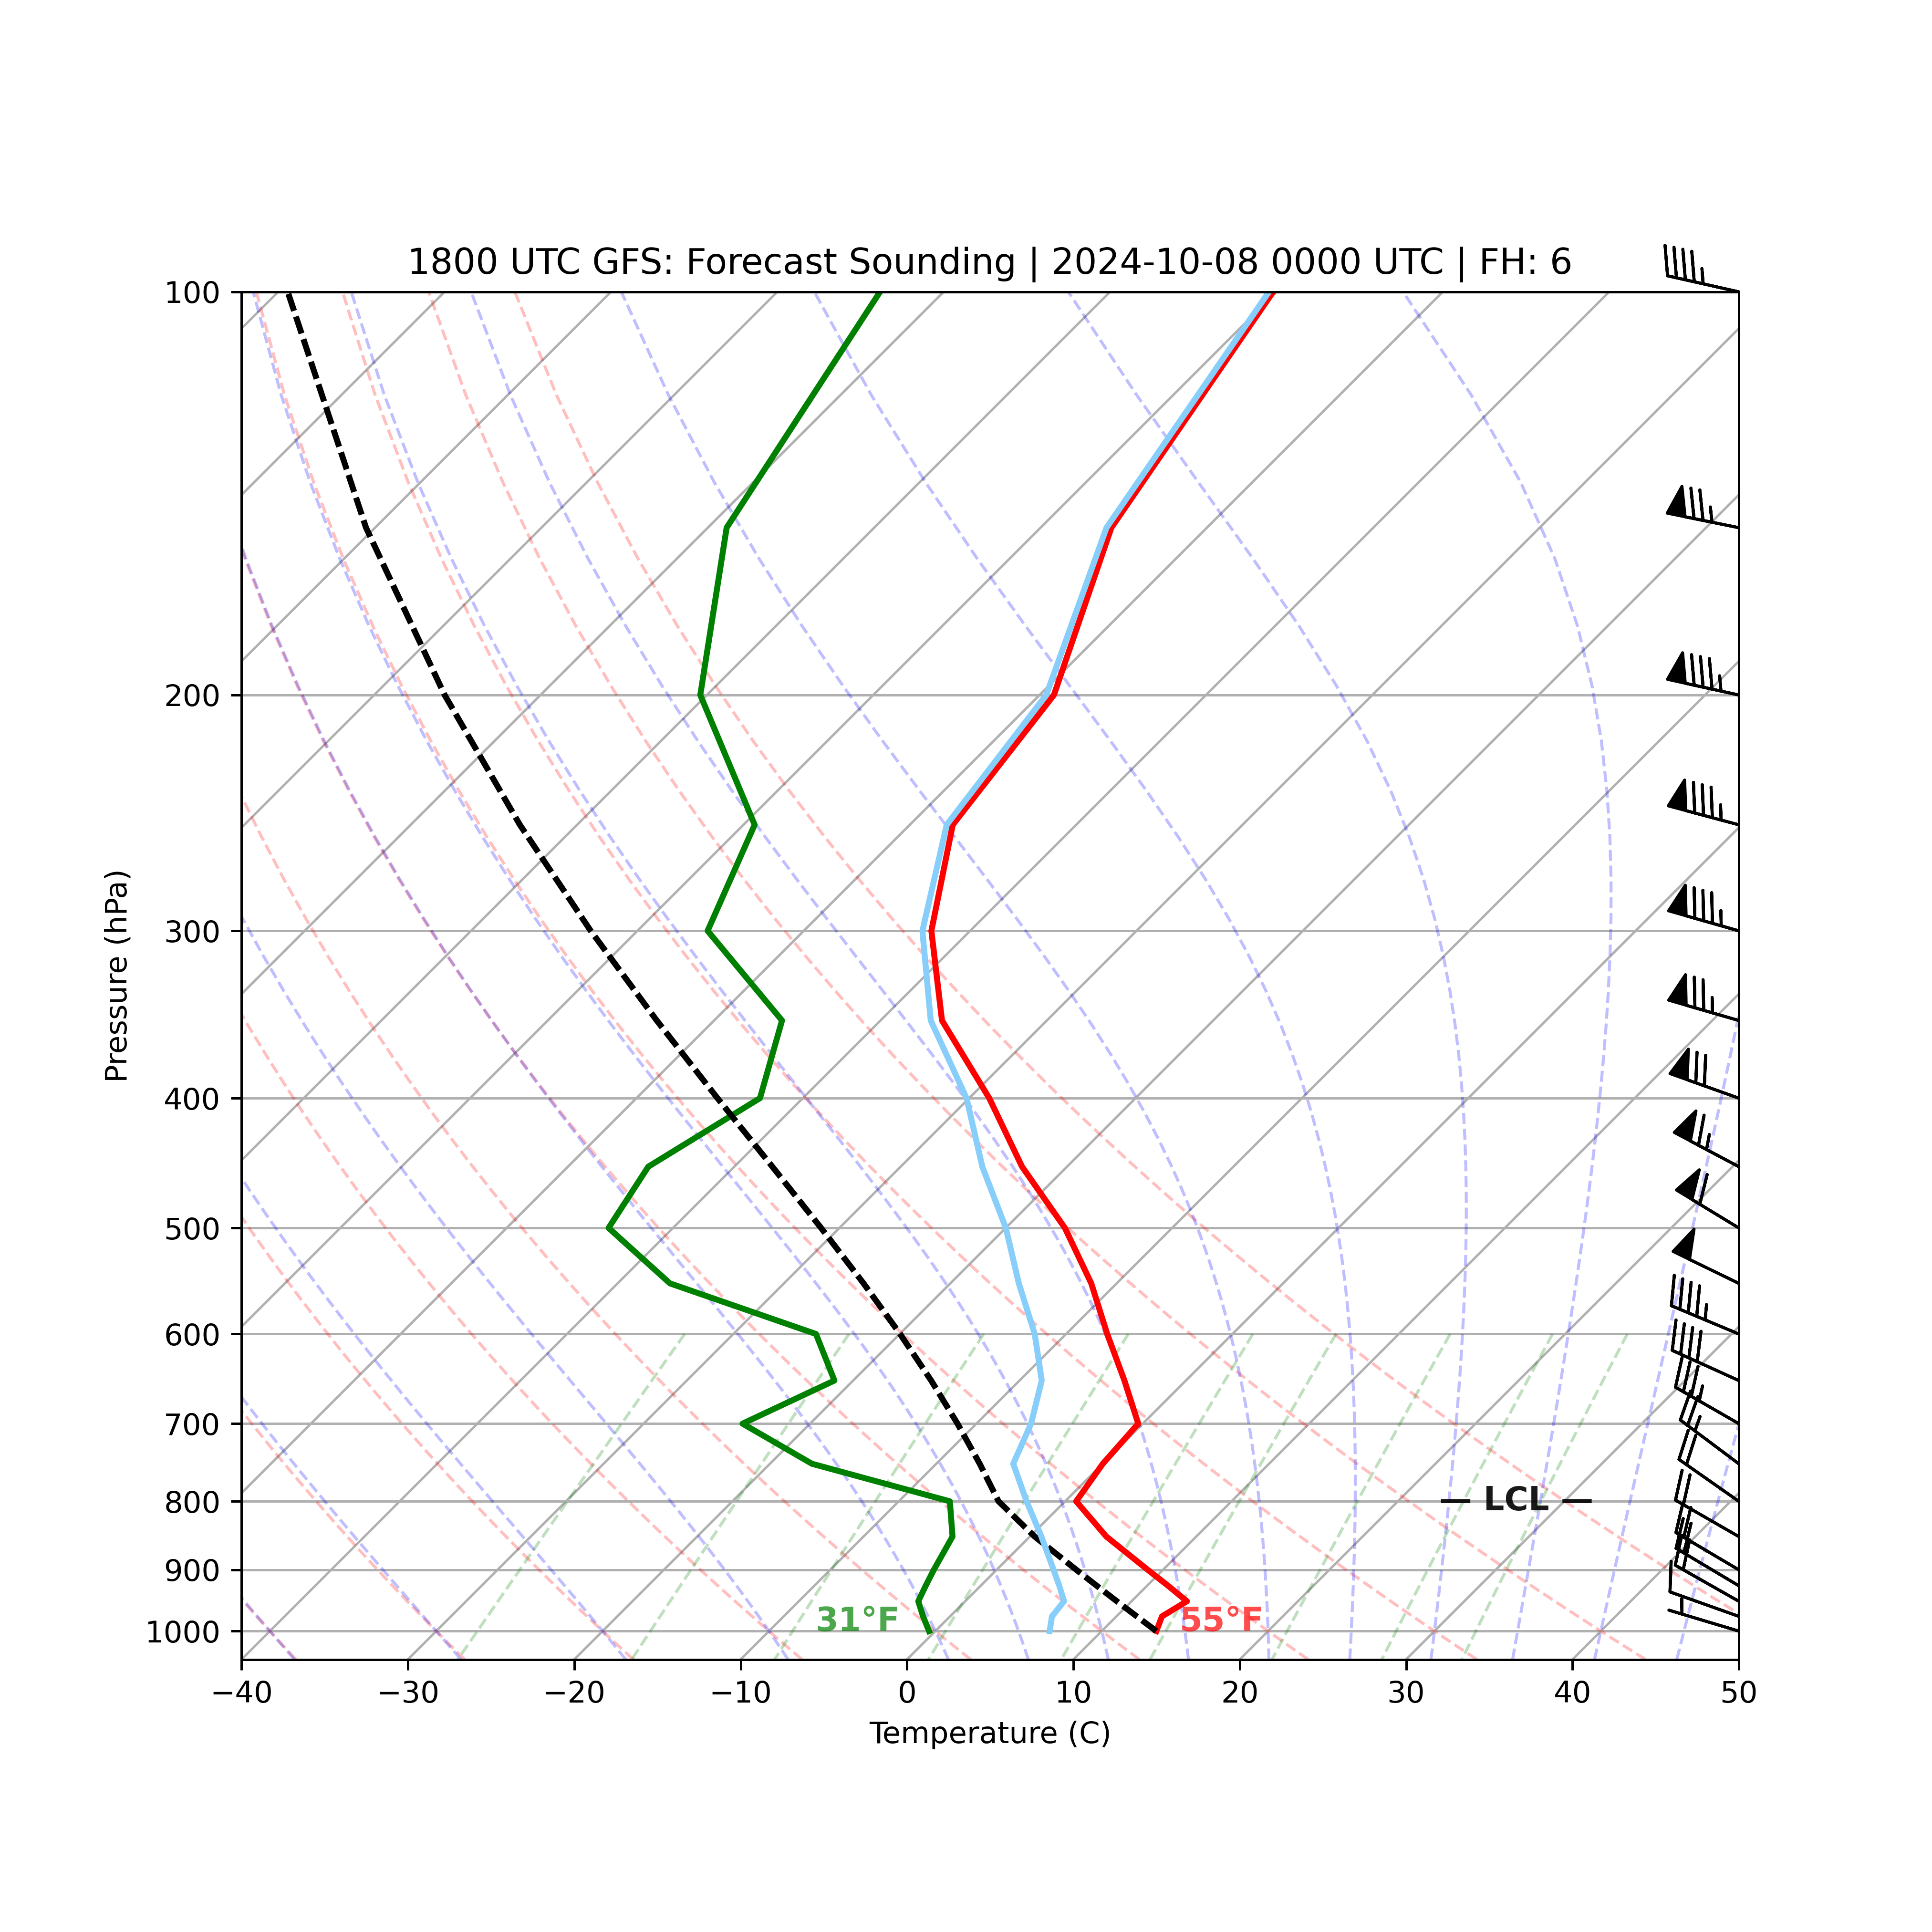 1800 UTC GFS: Forecast Sounding | 2024-10-08 0000 UTC | FH: 6
100
200
300
400
500
600
700
800
900
1000
Pressure (hPa)
LCL
31°F
55°F
−40 −30 −20 −10 0 10 20 30 40 50
Temperature (C)